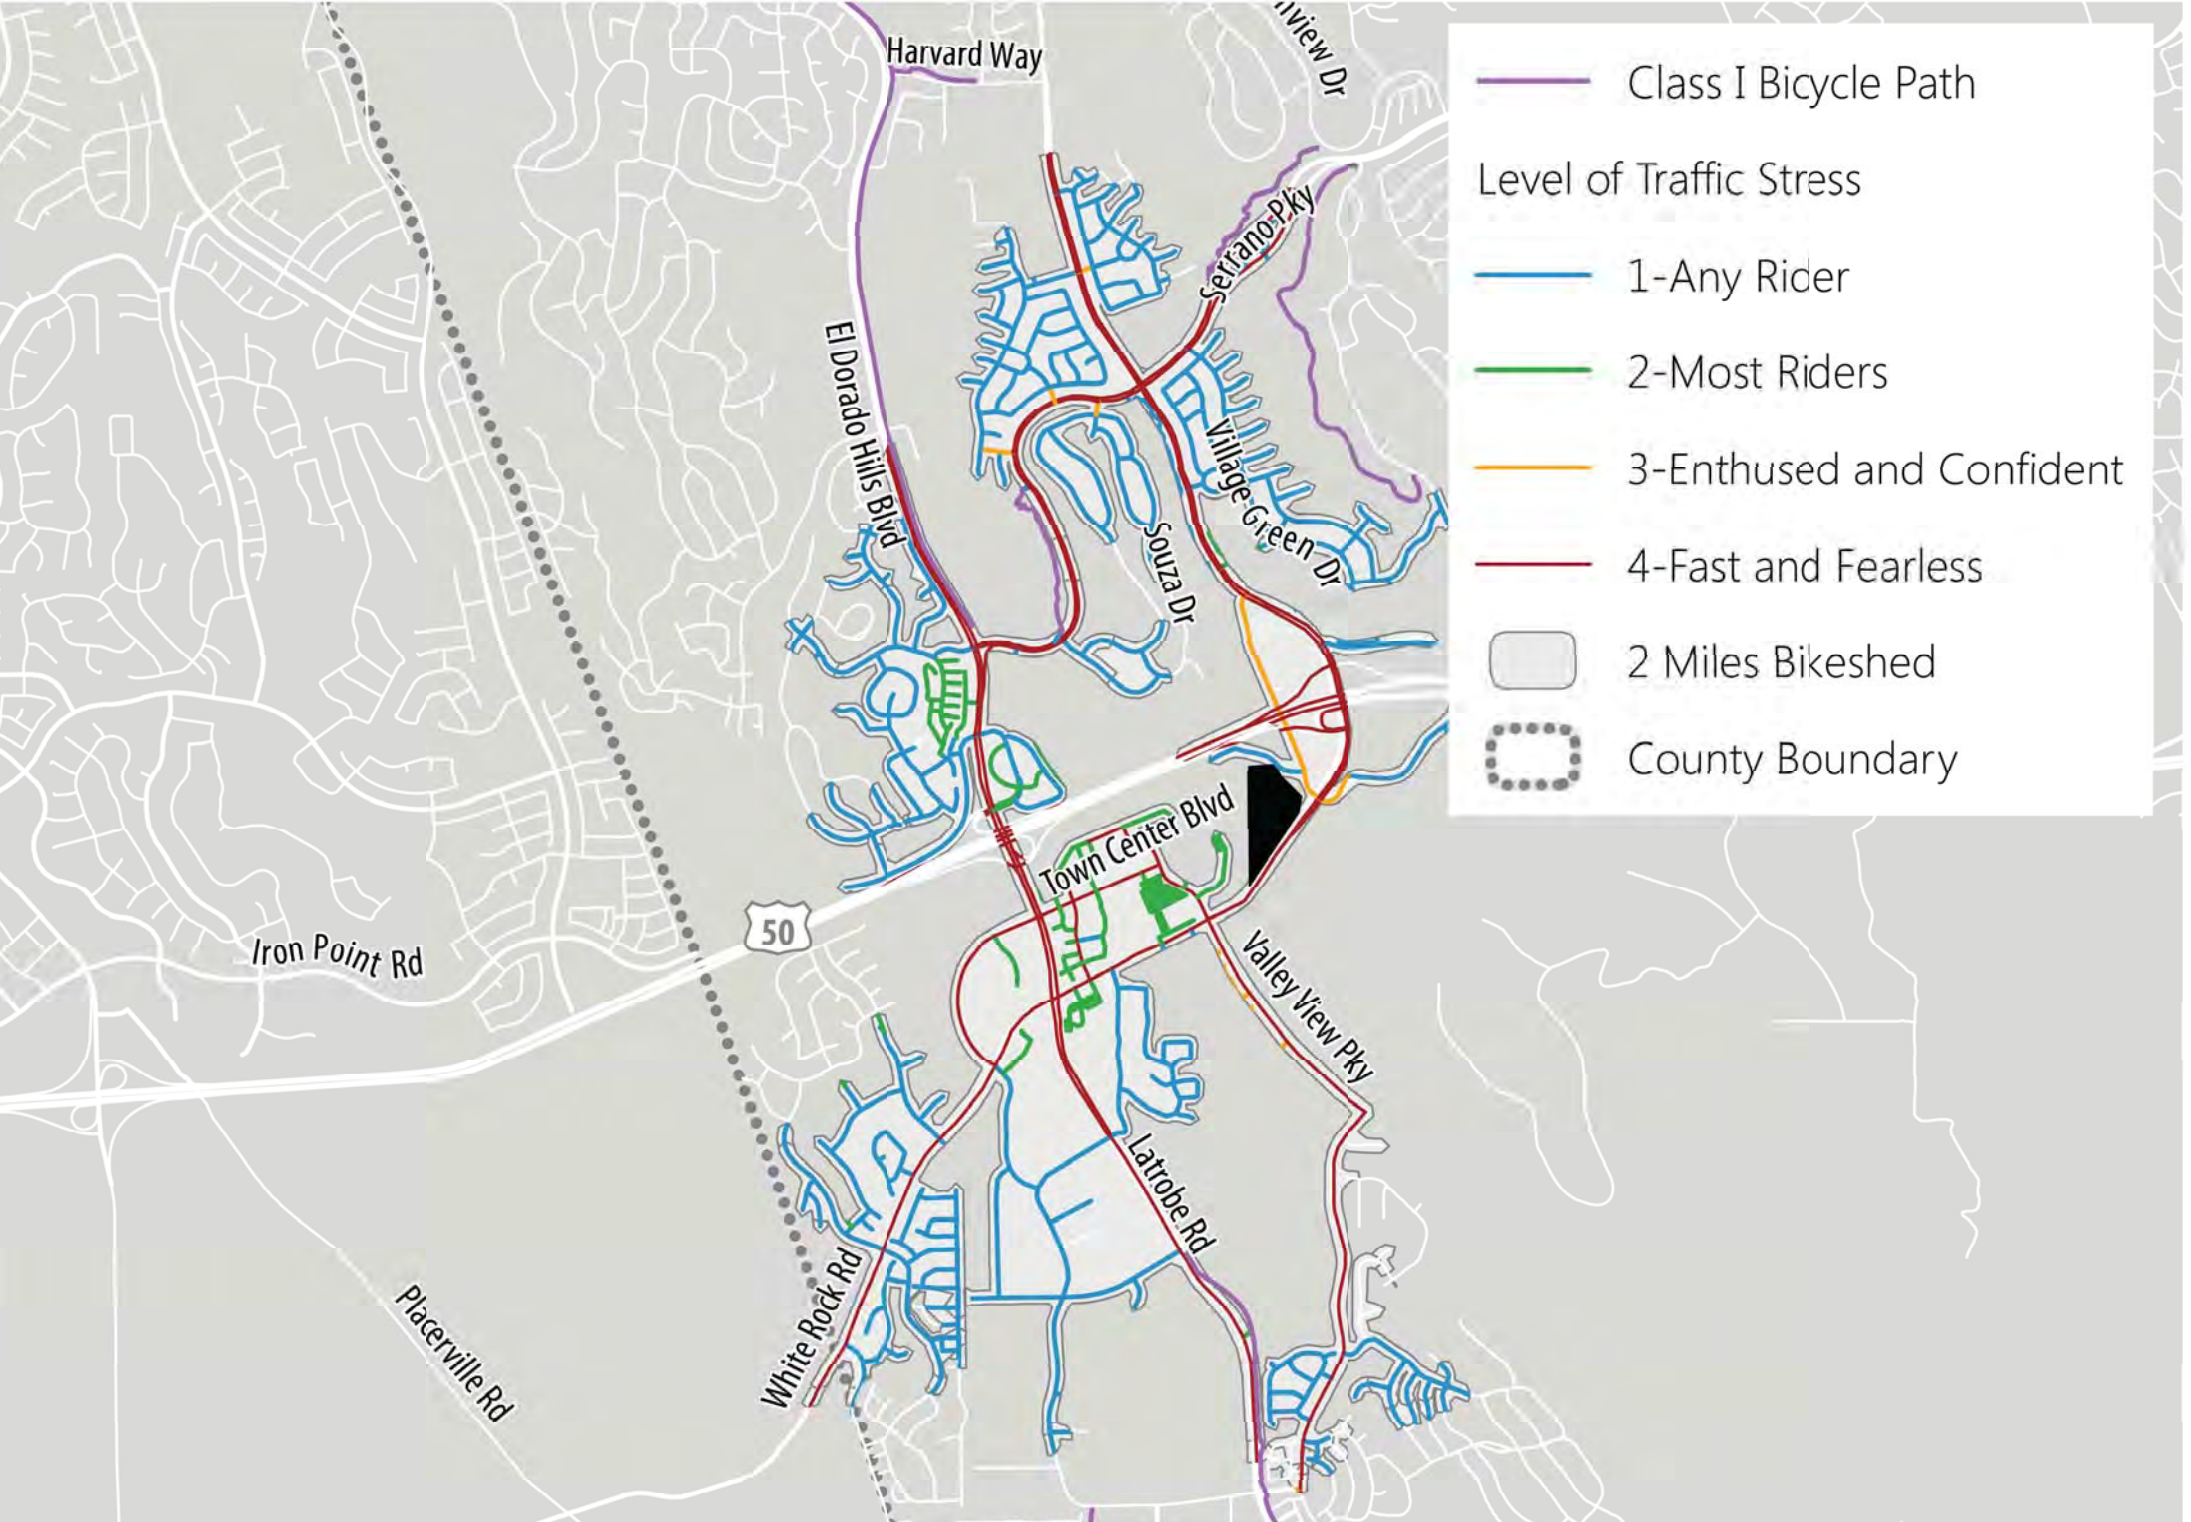 Harvard Way
nview Dr
Serrano Pky
El Dorado Hills Blvd
Village Green Dr
Souza Dr
Town Center Blvd
50
Iron Point Rd
Valley View Pky
Latrobe Rd
White Rock Rd
Placerville Rd
Class I Bicycle Path
Level of Traffic Stress
1-Any Rider
2-Most Riders
3-Enthused and Confident
4-Fast and Fearless
2 Miles Bikeshed
County Boundary